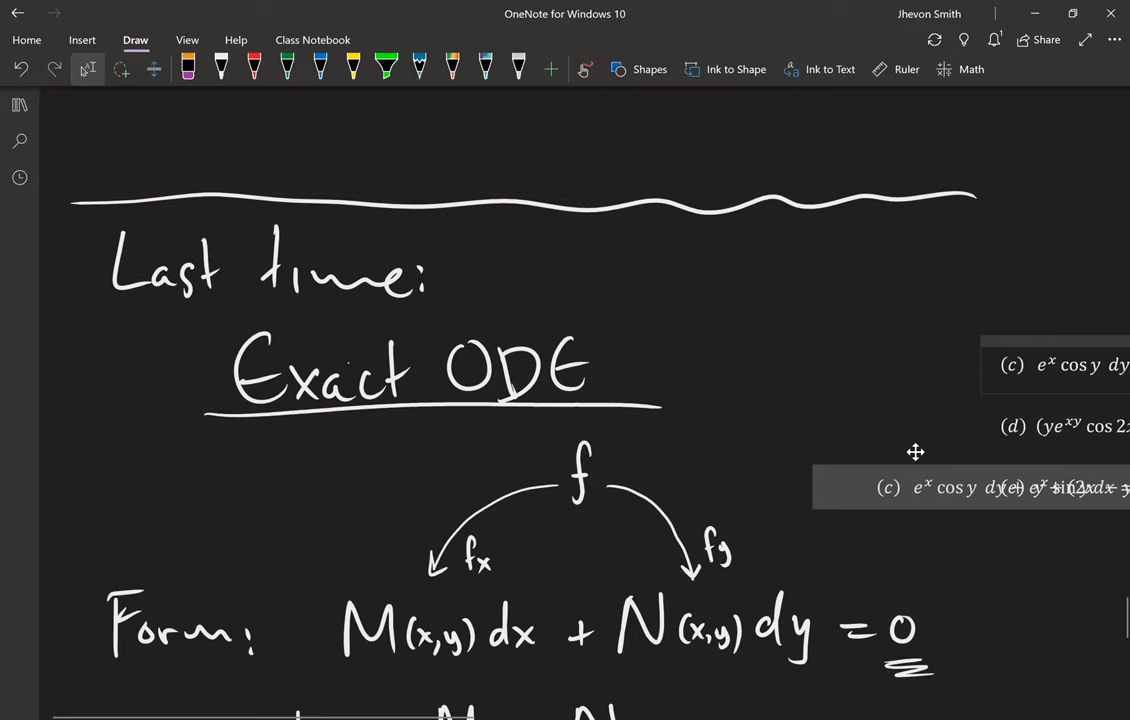 OneNote for Windows 10
Jhevon Smith
Home Insert Draw View Help Class Notebook
Share
Shapes Ink to Shape Ink to Text Ruler Math
Last time:
Exact ODE
(c) e^x cos y dy
(d) (ye^{xy} cos 2x
f
(c) e^x cos y dy
fx fy
Form: M(x,y) dx + N(x,y) dy = 0